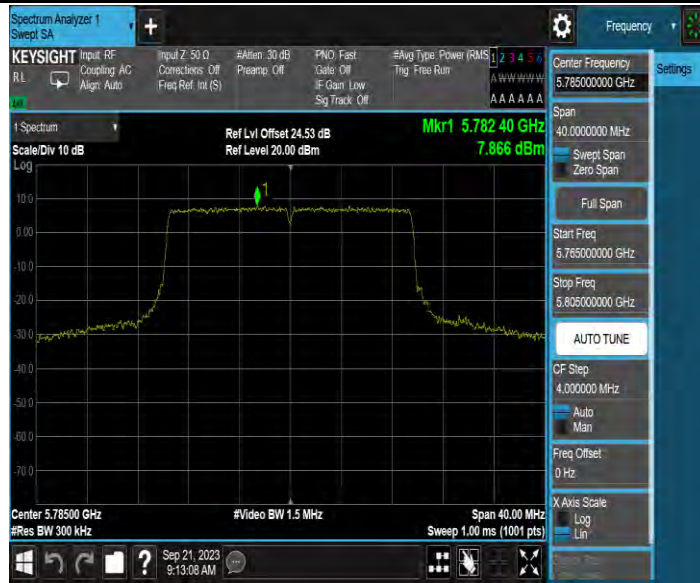 Spectrum Analyzer 1
Swept SA
+
Frequency
KEYSIGHT
RL
Input: RF
Coupling: AC
Align: Auto
Input Z: 50 Ω
Corrections: Off
Freq Ref: Int (S)
#Atten: 30 dB
Preamp: Off
PNO: Fast
Gate: Off
IF Gain: Low
Sig Track: Off
#Avg Type: Power (RMS
Trig: Free Run
1 2 3 4 5 6
A W W W W W
A A A A A A
1 Spectrum
Scale/Div 10 dB
Log
Ref Lvl Offset 24.53 dB
Ref Level 20.00 dBm
Mkr1 5.782 40 GHz
7.866 dBm
1
10.0
0.00
-10.0
-20.0
-30.0
-40.0
-50.0
-60.0
-70.0
Center 5.78500 GHz
#Res BW 300 kHz
#Video BW 1.5 MHz
Span 40.00 MHz
Sweep 1.00 ms (1001 pts)
?
Sep 21, 2023
9:13:08 AM
Center Frequency
5.785000000 GHz
Settings
Span
40.0000000 MHz
Swept Span
Zero Span
Full Span
Start Freq
5.765000000 GHz
Stop Freq
5.805000000 GHz
AUTO TUNE
CF Step
4.000000 MHz
Auto
Man
Freq Offset
0 Hz
X Axis Scale
Log
Lin